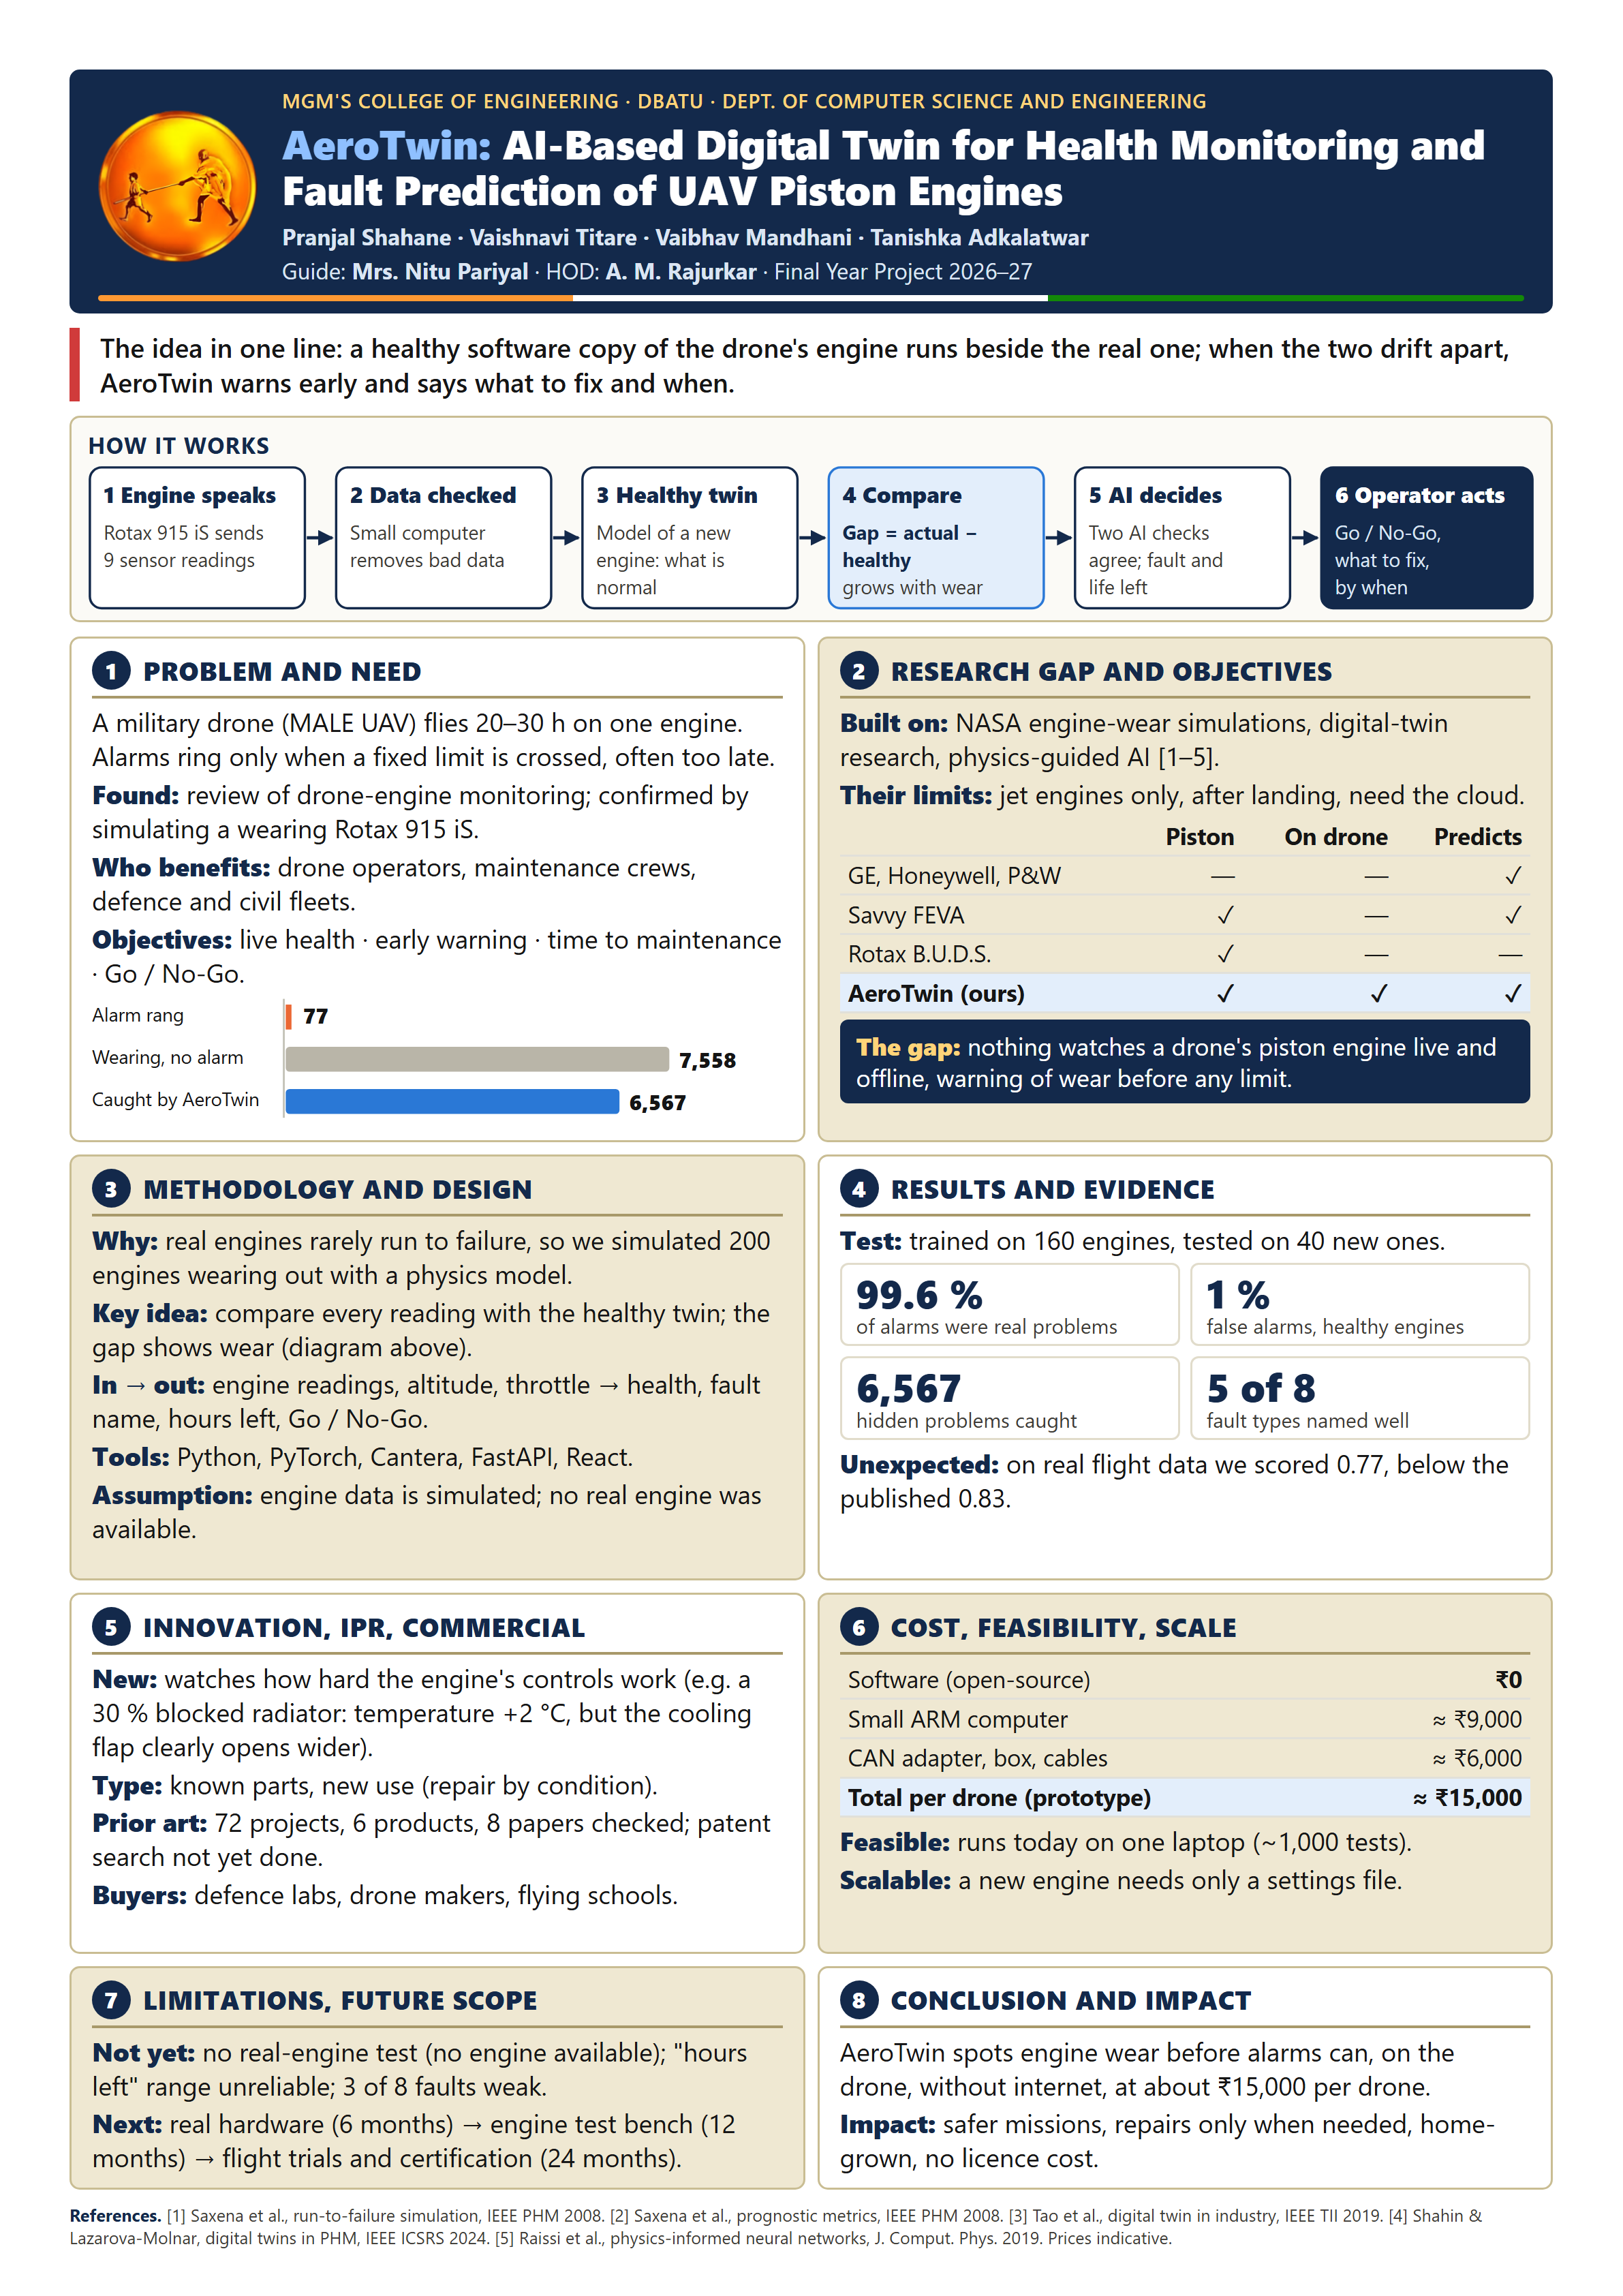 MGM'S COLLEGE OF ENGINEERING · DBATU · DEPT. OF COMPUTER SCIENCE AND ENGINEERING
AeroTwin: AI-Based Digital Twin for Health Monitoring and
Fault Prediction of UAV Piston Engines
Pranjal Shahane · Vaishnavi Titare · Vaibhav Mandhani · Tanishka Adkalatwar
Guide: Mrs. Nitu Pariyal · HOD: A. M. Rajurkar · Final Year Project 2026–27
The idea in one line: a healthy software copy of the drone's engine runs beside the real one; when the two drift apart,
AeroTwin warns early and says what to fix and when.
HOW IT WORKS
1 Engine speaks
Rotax 915 iS sends
9 sensor readings
2 Data checked
Small computer
removes bad data
3 Healthy twin
Model of a new
engine: what is
normal
4 Compare
Gap = actual −
healthy
grows with wear
5 AI decides
Two AI checks
agree; fault and
life left
6 Operator acts
Go / No-Go,
what to fix,
by when
1 PROBLEM AND NEED
A military drone (MALE UAV) flies 20–30 h on one engine.
Alarms ring only when a fixed limit is crossed, often too late.
Found: review of drone-engine monitoring; confirmed by
simulating a wearing Rotax 915 iS.
Who benefits: drone operators, maintenance crews,
defence and civil fleets.
Objectives: live health · early warning · time to maintenance
· Go / No-Go.
Alarm rang 77
Wearing, no alarm 7,558
Caught by AeroTwin 6,567
2 RESEARCH GAP AND OBJECTIVES
Built on: NASA engine-wear simulations, digital-twin
research, physics-guided AI [1–5].
Their limits: jet engines only, after landing, need the cloud.
Piston On drone Predicts
GE, Honeywell, P&W — — ✓
Savvy FEVA ✓ — ✓
Rotax B.U.D.S. ✓ — —
AeroTwin (ours) ✓ ✓ ✓
The gap: nothing watches a drone's piston engine live and
offline, warning of wear before any limit.
3 METHODOLOGY AND DESIGN
Why: real engines rarely run to failure, so we simulated 200
engines wearing out with a physics model.
Key idea: compare every reading with the healthy twin; the
gap shows wear (diagram above).
In → out: engine readings, altitude, throttle → health, fault
name, hours left, Go / No-Go.
Tools: Python, PyTorch, Cantera, FastAPI, React.
Assumption: engine data is simulated; no real engine was
available.
4 RESULTS AND EVIDENCE
Test: trained on 160 engines, tested on 40 new ones.
99.6 %
of alarms were real problems
1 %
false alarms, healthy engines
6,567
hidden problems caught
5 of 8
fault types named well
Unexpected: on real flight data we scored 0.77, below the
published 0.83.
5 INNOVATION, IPR, COMMERCIAL
New: watches how hard the engine's controls work (e.g. a
30 % blocked radiator: temperature +2 °C, but the cooling
flap clearly opens wider).
Type: known parts, new use (repair by condition).
Prior art: 72 projects, 6 products, 8 papers checked; patent
search not yet done.
Buyers: defence labs, drone makers, flying schools.
6 COST, FEASIBILITY, SCALE
Software (open-source) ₹0
Small ARM computer ≈ ₹9,000
CAN adapter, box, cables ≈ ₹6,000
Total per drone (prototype) ≈ ₹15,000
Feasible: runs today on one laptop (~1,000 tests).
Scalable: a new engine needs only a settings file.
7 LIMITATIONS, FUTURE SCOPE
Not yet: no real-engine test (no engine available); "hours
left" range unreliable; 3 of 8 faults weak.
Next: real hardware (6 months) → engine test bench (12
months) → flight trials and certification (24 months).
8 CONCLUSION AND IMPACT
AeroTwin spots engine wear before alarms can, on the
drone, without internet, at about ₹15,000 per drone.
Impact: safer missions, repairs only when needed, home-
grown, no licence cost.
References. [1] Saxena et al., run-to-failure simulation, IEEE PHM 2008. [2] Saxena et al., prognostic metrics, IEEE PHM 2008. [3] Tao et al., digital twin in industry, IEEE TII 2019. [4] Shahin &
Lazarova-Molnar, digital twins in PHM, IEEE ICSRS 2024. [5] Raissi et al., physics-informed neural networks, J. Comput. Phys. 2019. Prices indicative.